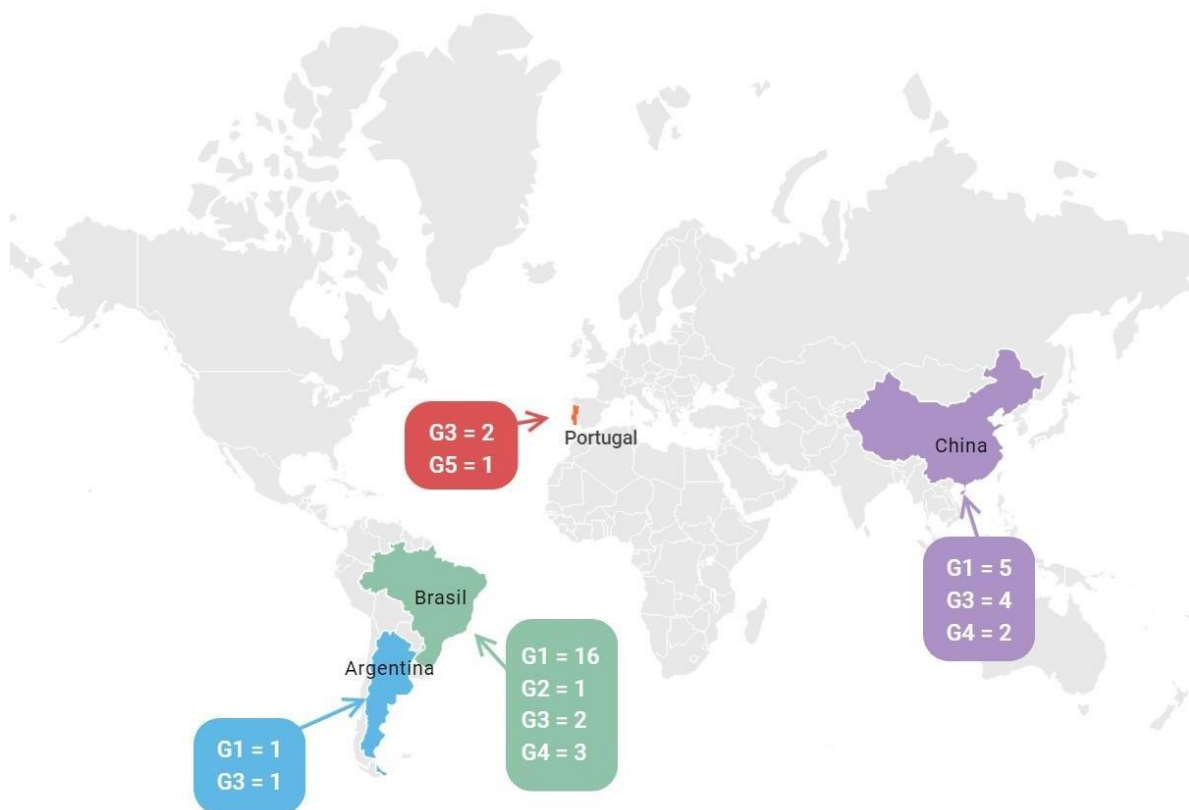 G3 = 2
G5 = 1
Portugal
China
G1 = 5
G3 = 4
G4 = 2
Brasil
G1 = 16
G2 = 1
G3 = 2
G4 = 3
Argentina
G1 = 1
G3 = 1